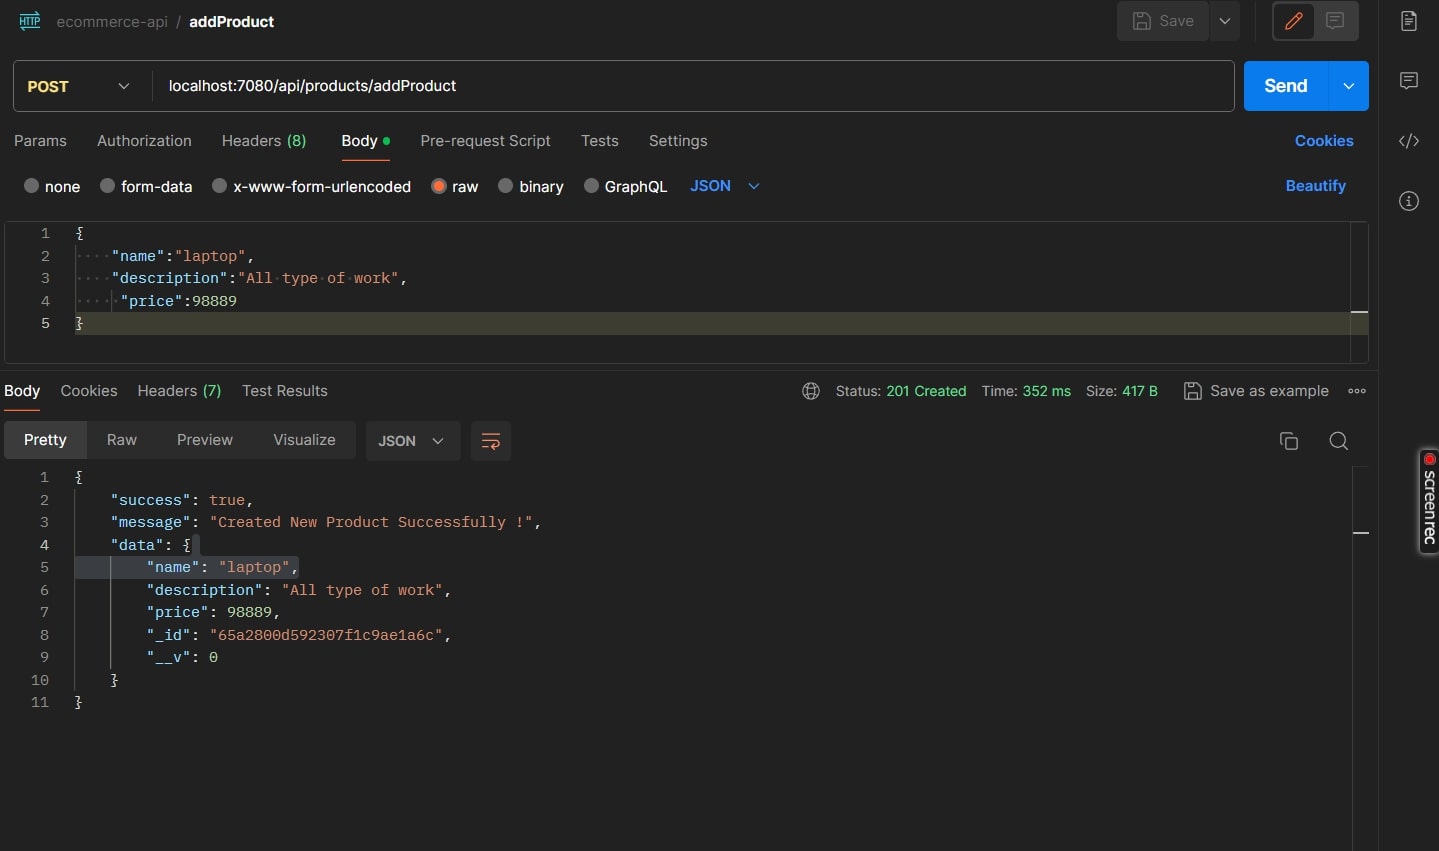 HTTP ecommerce-api / addProduct Save
POST localhost:7080/api/products/addProduct Send
Params Authorization Headers (8) Body Pre-request Script Tests Settings Cookies
none form-data x-www-form-urlencoded raw binary GraphQL JSON Beautify
1 {
2 "name":"laptop",
3 "description":"All type of work",
4 "price":98889
5 }
Body Cookies Headers (7) Test Results Status: 201 Created Time: 352 ms Size: 417 B Save as example
Pretty Raw Preview Visualize JSON
1 {
2 "success": true,
3 "message": "Created New Product Successfully !",
4 "data": {
5 "name": "laptop",
6 "description": "All type of work",
7 "price": 98889,
8 "_id": "65a2800d592307f1c9ae1a6c",
9 "__v": 0
10 }
11 }
screenrec